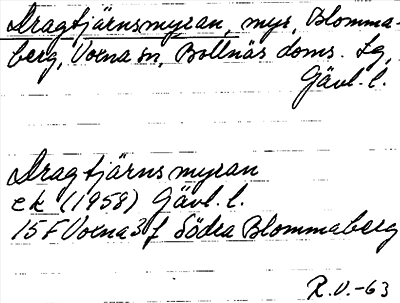 Dragtjärnsmyran, myr, Blomma-
berg, Voxna sn, Bollnäs doms. Lg,
Gävl. l.
Dragtjärnsmyran
ek (1958) Gävl. l.
15 F Voxna 3 f Södra Blommaberg
R.V.-63